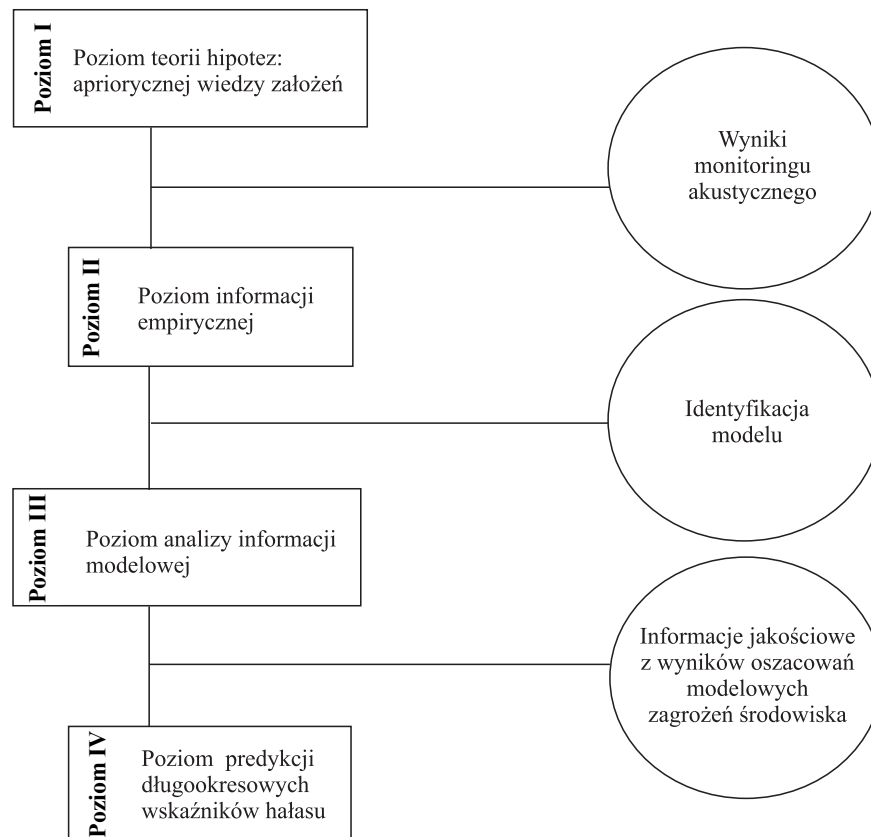 Poziom I
Poziom teorii hipotez:
apriorycznej wiedzy założeń
Wyniki
monitoringu
akustycznego
Poziom II
Poziom informacji
empirycznej
Identyfikacja
modelu
Poziom III
Poziom analizy informacji
modelowej
Informacje jakościowe
z wyników oszacowań
modelowych
zagrożeń środowiska
Poziom IV
Poziom predykcji
długookresowych
wskaźników hałasu